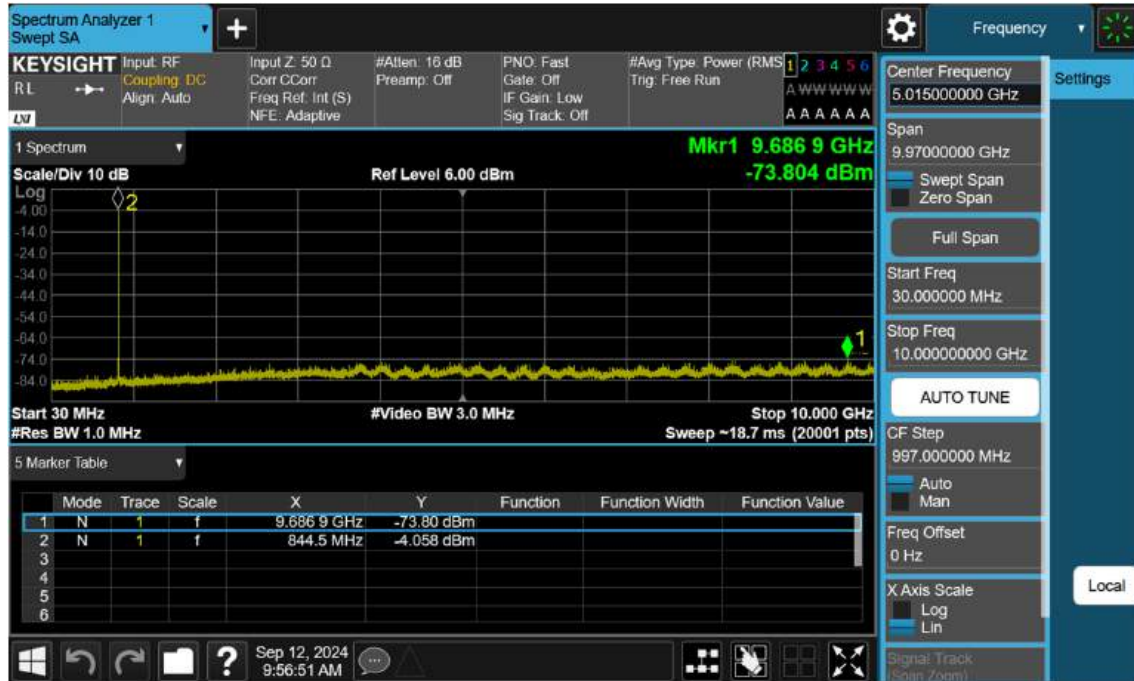 Spectrum Analyzer 1
Swept SA
Frequency
KEYSIGHT
RL
LXI
Input: RF
Coupling: DC
Align: Auto
Input Z: 50 Ω
Corr CCorr
Freq Ref: Int (S)
NFE: Adaptive
#Atten: 16 dB
Preamp: Off
PNO: Fast
Gate: Off
IF Gain: Low
Sig Track: Off
#Avg Type: Power (RMS
Trig: Free Run
1 2 3 4 5 6
A W W W W W
A A A A A A
1 Spectrum
Scale/Div 10 dB
Ref Level 6.00 dBm
Mkr1 9.686 9 GHz
-73.804 dBm
Log
-4.00
-14.0
-24.0
-34.0
-44.0
-54.0
-64.0
-74.0
-84.0
2
1
Start 30 MHz
#Video BW 3.0 MHz
Stop 10.000 GHz
#Res BW 1.0 MHz
Sweep ~18.7 ms (20001 pts)
5 Marker Table
Mode Trace Scale X Y Function Function Width Function Value
1 N 1 f 9.686 9 GHz -73.80 dBm
2 N 1 f 844.5 MHz -4.058 dBm
3
4
5
6
Sep 12, 2024
9:56:51 AM
Center Frequency
5.015000000 GHz
Settings
Span
9.97000000 GHz
Swept Span
Zero Span
Full Span
Start Freq
30.000000 MHz
Stop Freq
10.000000000 GHz
AUTO TUNE
CF Step
997.000000 MHz
Auto
Man
Freq Offset
0 Hz
Local
X Axis Scale
Log
Lin
Signal Track
(Span Zoom)